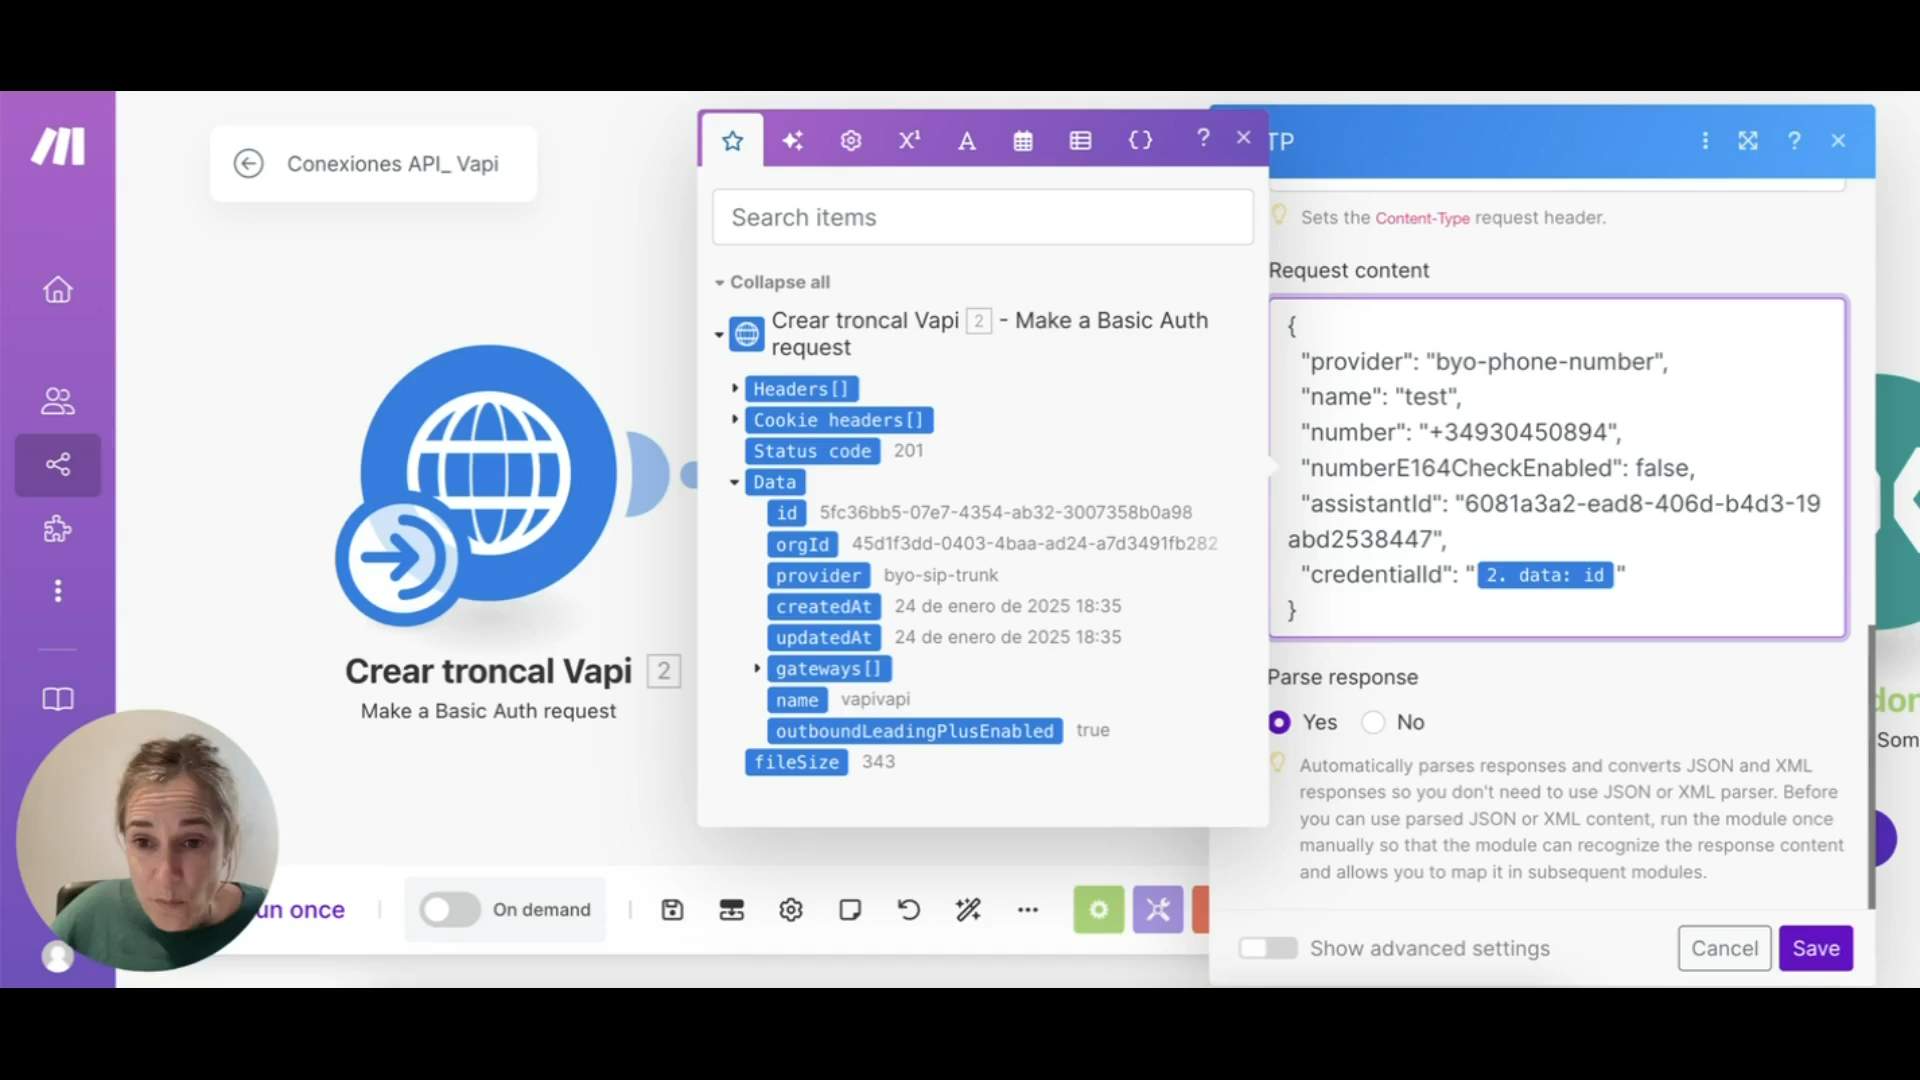 Conexiones API_ Vapi
Crear troncal Vapi 2
Make a Basic Auth request
un once
On demand
Search items
Collapse all
Crear troncal Vapi 2 - Make a Basic Auth
request
Headers[]
Cookie headers[]
Status code 201
Data
id 5fc36bb5-07e7-4354-ab32-3007358b0a98
orgId 45d1f3dd-0403-4baa-ad24-a7d3491fb282
provider byo-sip-trunk
createdAt 24 de enero de 2025 18:35
updatedAt 24 de enero de 2025 18:35
gateways[]
name vapivapi
outboundLeadingPlusEnabled true
fileSize 343
TP
Sets the Content-Type request header.
Request content
{
"provider": "byo-phone-number",
"name": "test",
"number": "+34930450894",
"numberE164CheckEnabled": false,
"assistantId": "6081a3a2-ead8-406d-b4d3-19
abd2538447",
"credentialId": "2. data: id"
}
Parse response
Yes No
Automatically parses responses and converts JSON and XML
responses so you don't need to use JSON or XML parser. Before
you can use parsed JSON or XML content, run the module once
manually so that the module can recognize the response content
and allows you to map it in subsequent modules.
Show advanced settings
Cancel
Save
don
Som